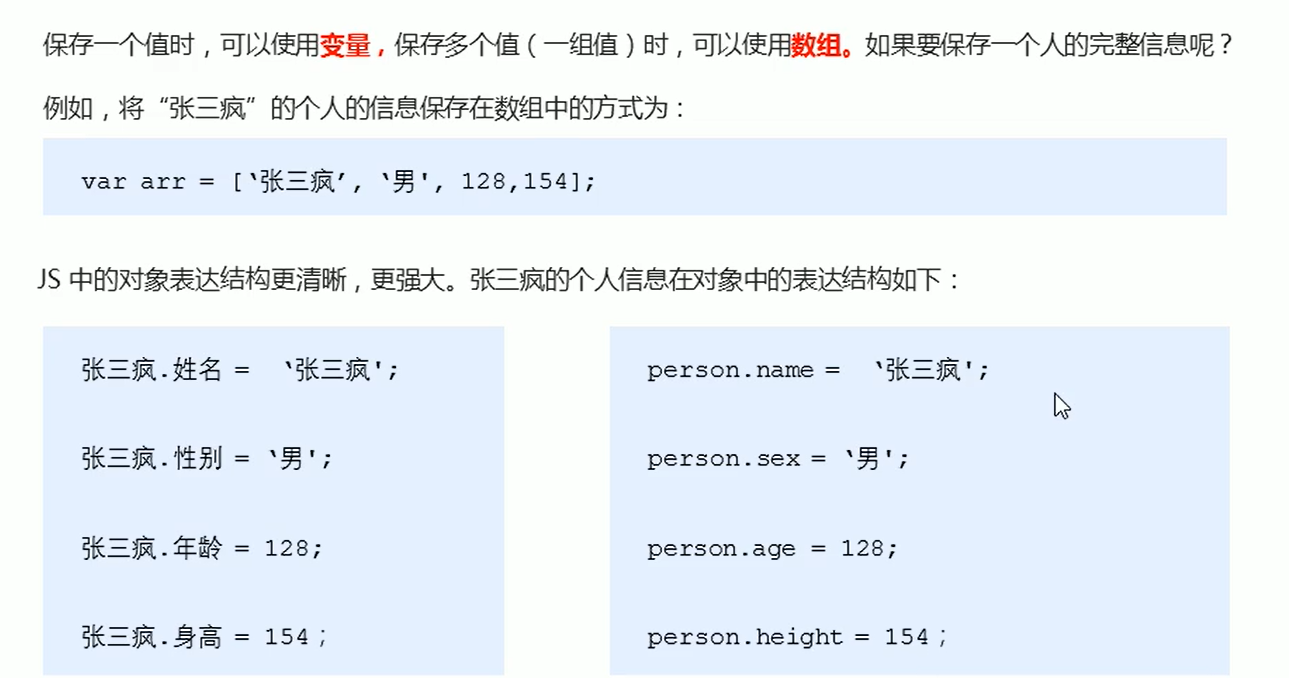 保存一个值时，可以使用变量，保存多个值（一组值）时，可以使用数组。如果要保存一个人的完整信息呢？
例如，将“张三疯”的个人的信息保存在数组中的方式为：
var arr = [‘张三疯’, ‘男', 128,154];
JS 中的对象表达结构更清晰，更强大。张三疯的个人信息在对象中的表达结构如下：
张三疯.姓名 = ‘张三疯';
张三疯.性别 = ‘男';
张三疯.年龄 = 128;
张三疯.身高 = 154；
person.name = ‘张三疯';
person.sex = ‘男';
person.age = 128;
person.height = 154；